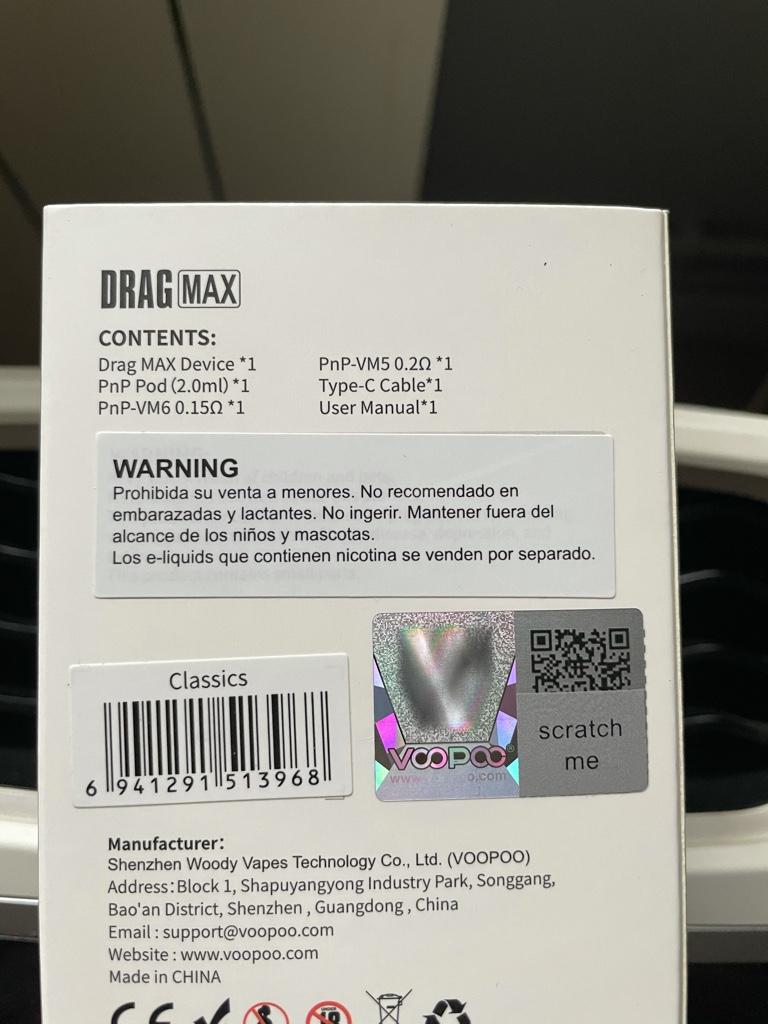 DRAG MAX
CONTENTS:
Drag MAX Device *1
PnP Pod (2.0ml) *1
PnP-VM6 0.15Ω *1
PnP-VM5 0.2Ω *1
Type-C Cable*1
User Manual*1
WARNING
Prohibida su venta a menores. No recomendado en
embarazadas y lactantes. No ingerir. Mantener fuera del
alcance de los niños y mascotas.
Los e-liquids que contienen nicotina se venden por separado.
Classics
6 941291 513968
VOOPOO®
scratch
me
Manufacturer:
Shenzhen Woody Vapes Technology Co., Ltd. (VOOPOO)
Address:Block 1, Shapuyangyong Industry Park, Songgang,
Bao'an District, Shenzhen , Guangdong , China
Email : support@voopoo.com
Website : www.voopoo.com
Made in CHINA
CE